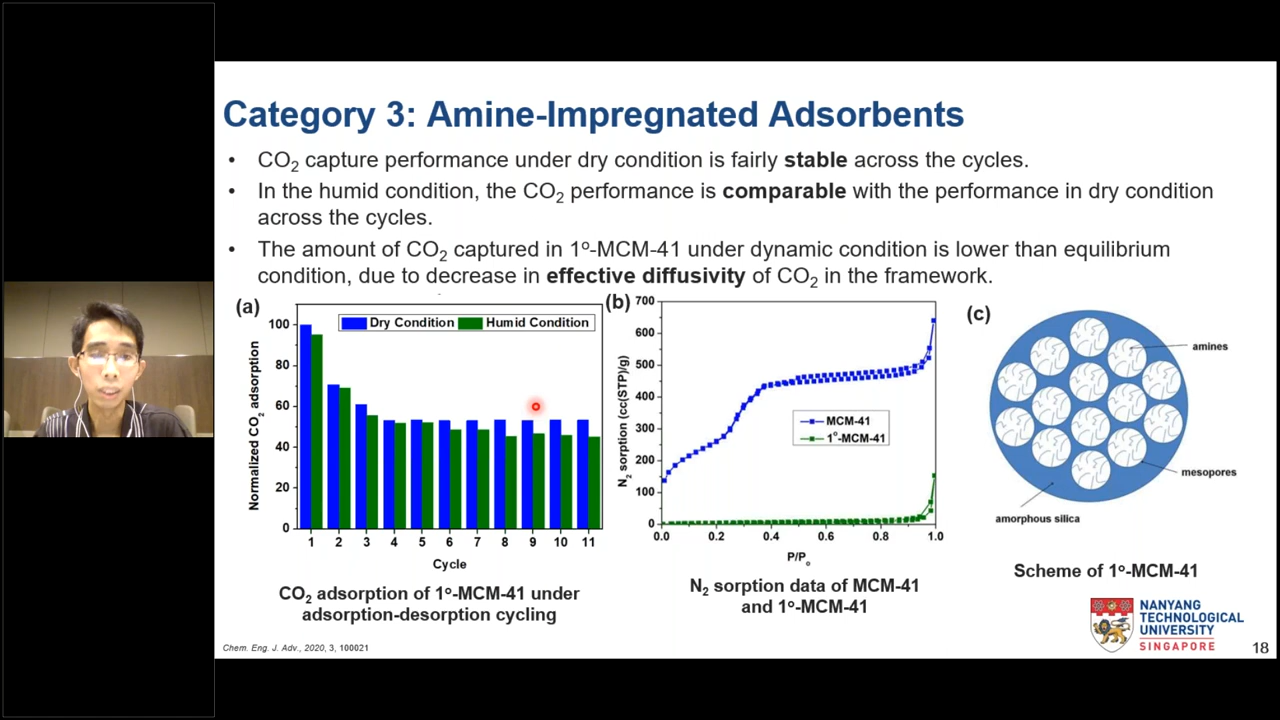 Category 3: Amine-Impregnated Adsorbents
• CO₂ capture performance under dry condition is fairly stable across the cycles.
• In the humid condition, the CO₂ performance is comparable with the performance in dry condition
across the cycles.
• The amount of CO₂ captured in 1º-MCM-41 under dynamic condition is lower than equilibrium
condition, due to decrease in effective diffusivity of CO₂ in the framework.
(a)
Dry Condition Humid Condition
Normalized CO₂ adsorption
100
80
60
40
20
0
1 2 3 4 5 6 7 8 9 10 11
Cycle
CO₂ adsorption of 1º-MCM-41 under
adsorption-desorption cycling
(b)
N₂ sorption (cc(STP)/g)
700
600
500
400
300
200
100
0
MCM-41
1º-MCM-41
0.0 0.2 0.4 0.6 0.8 1.0
P/P₀
N₂ sorption data of MCM-41
and 1º-MCM-41
(c)
amines
mesopores
amorphous silica
Scheme of 1º-MCM-41
NANYANG
TECHNOLOGICAL
UNIVERSITY
SINGAPORE
Chem. Eng. J. Adv., 2020, 3, 100021
18